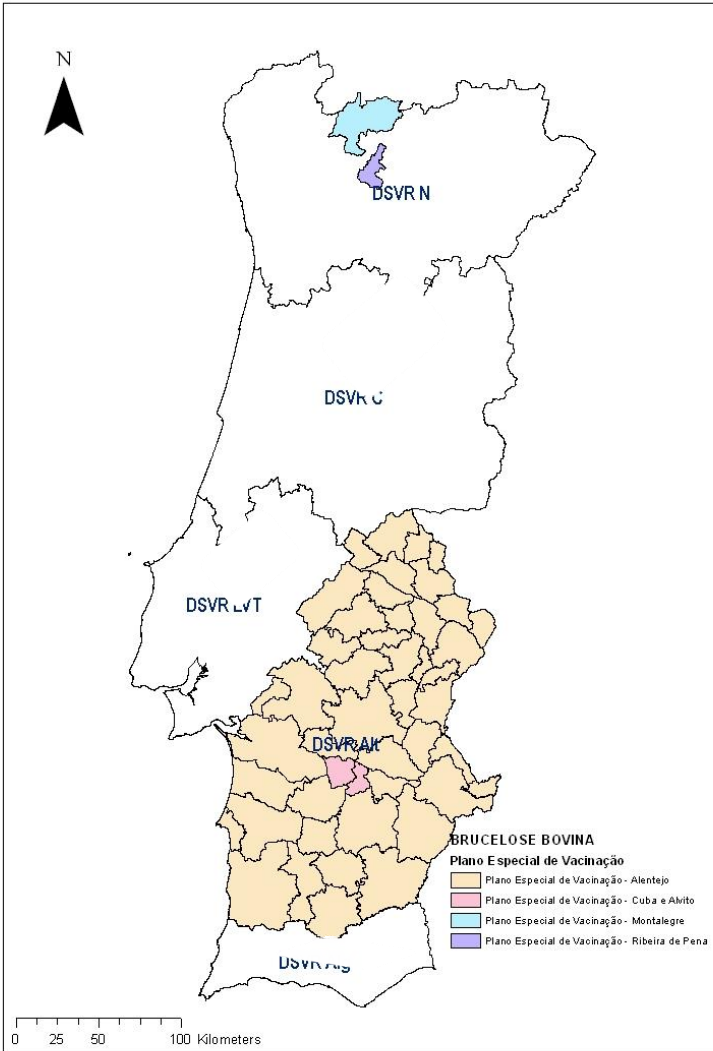 N
DSVR N
DSVR C
DSVR LVT
DSVR Alt
BRUCELOSE BOVINA
Plano Especial de Vacinação
Plano Especial de Vacinação - Alentejo
Plano Especial de Vacinação - Cuba e Alvito
Plano Especial de Vacinação - Montalegre
Plano Especial de Vacinação - Ribeira de Pena
DSVR Alg
0 25 50 100 Kilometers